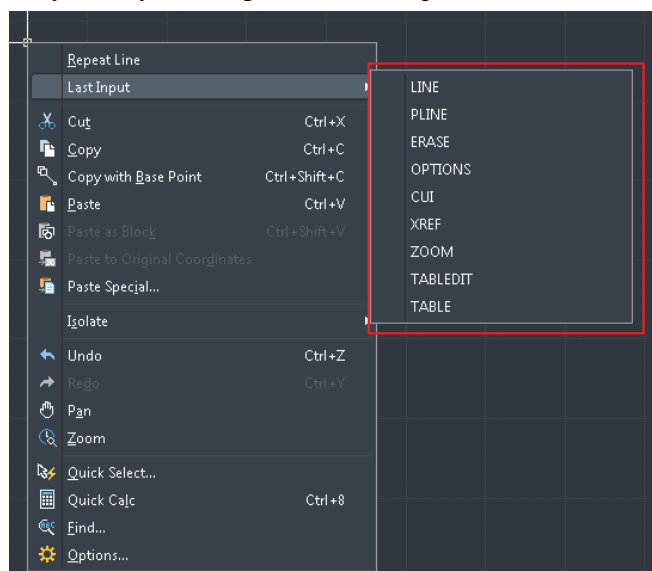 Repeat Line
Last Input
Cut Ctrl+X
Copy Ctrl+C
Copy with Base Point Ctrl+Shift+C
Paste Ctrl+V
Paste as Block Ctrl+Shift+V
Paste to Original Coordinates
Paste Special...
Isolate
Undo Ctrl+Z
Redo Ctrl+Y
Pan
Zoom
Quick Select...
Quick Calc Ctrl+8
Find...
Options...
LINE
PLINE
ERASE
OPTIONS
CUI
XREF
ZOOM
TABLEDIT
TABLE